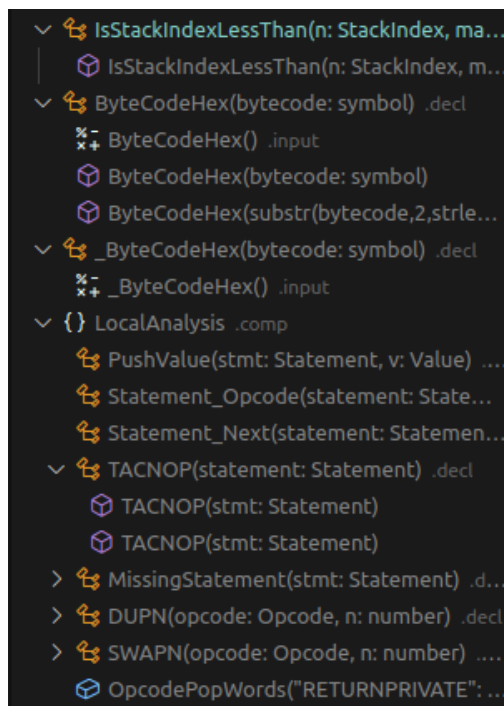 IsStackIndexLessThan(n: StackIndex, ma...
IsStackIndexLessThan(n: StackIndex, m...
ByteCodeHex(bytecode: symbol) .decl
ByteCodeHex() .input
ByteCodeHex(bytecode: symbol)
ByteCodeHex(substr(bytecode,2,strle...
_ByteCodeHex(bytecode: symbol) .decl
_ByteCodeHex() .input
{} LocalAnalysis .comp
PushValue(stmt: Statement, v: Value) ....
Statement_Opcode(statement: State...
Statement_Next(statement: Statemen...
TACNOP(statement: Statement) .decl
TACNOP(stmt: Statement)
TACNOP(stmt: Statement)
MissingStatement(stmt: Statement) .d...
DUPN(opcode: Opcode, n: number) .decl
SWAPN(opcode: Opcode, n: number) ....
OpcodePopWords("RETURNPRIVATE": ...